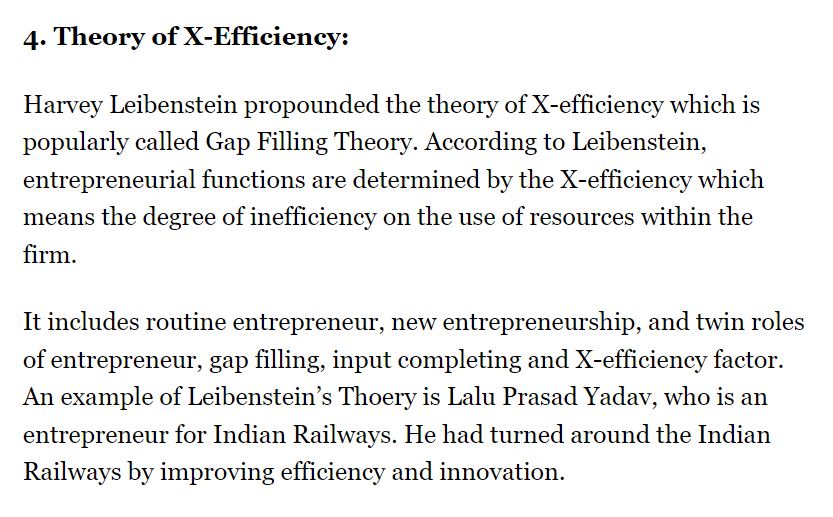 4. Theory of X-Efficiency:
Harvey Leibenstein propounded the theory of X-efficiency which is
popularly called Gap Filling Theory. According to Leibenstein,
entrepreneurial functions are determined by the X-efficiency which
means the degree of inefficiency on the use of resources within the
firm.
It includes routine entrepreneur, new entrepreneurship, and twin roles
of entrepreneur, gap filling, input completing and X-efficiency factor.
An example of Leibenstein’s Thoery is Lalu Prasad Yadav, who is an
entrepreneur for Indian Railways. He had turned around the Indian
Railways by improving efficiency and innovation.